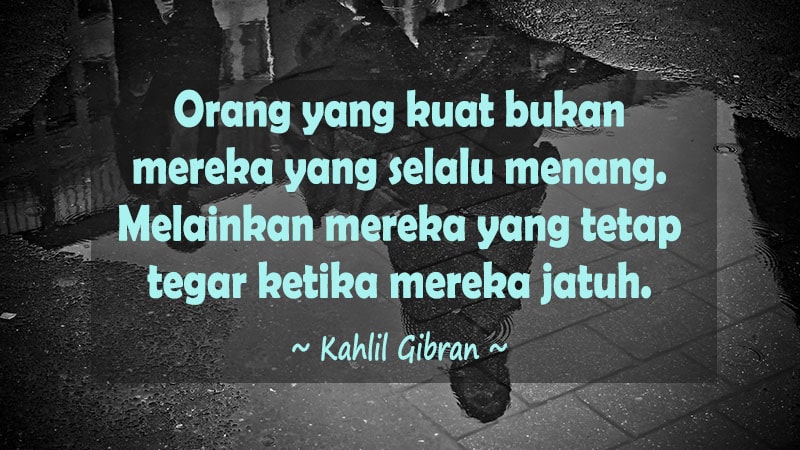 Orang yang kuat bukan
mereka yang selalu menang.
Melainkan mereka yang tetap
tegar ketika mereka jatuh.
~ Kahlil Gibran ~